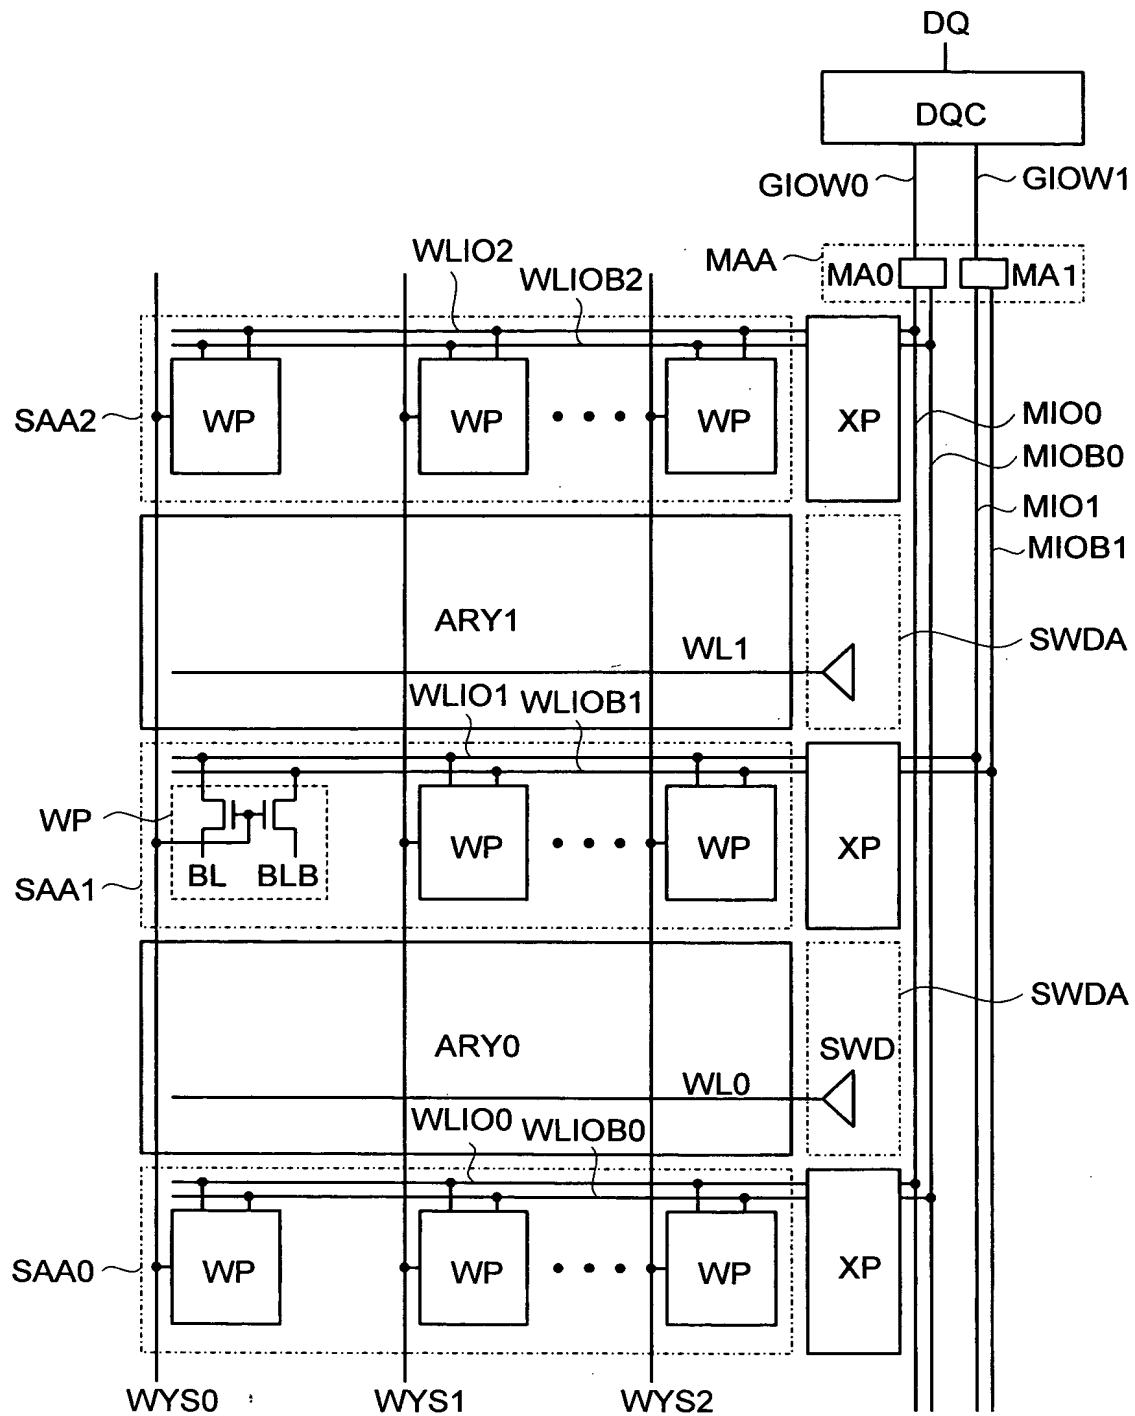 DQ
DQC
GIOW0
GIOW1
MAA
MA0
MA1
WLIO2
WLIOB2
SAA2
WP
WP
WP
XP
MIO0
MIOB0
MIO1
MIOB1
ARY1
WL1
SWDA
WLIO1
WLIOB1
WP
BL
BLB
WP
WP
XP
SAA1
SWDA
ARY0
SWD
WL0
WLIO0
WLIOB0
SAA0
WP
WP
WP
XP
WYS0
WYS1
WYS2